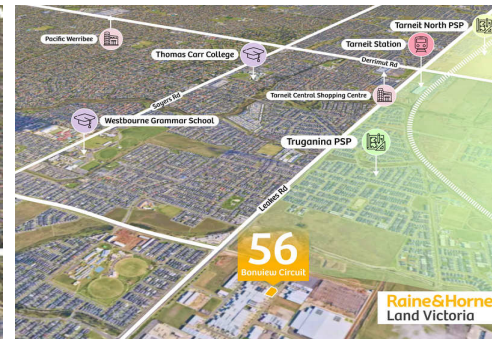 Tarneit North PSP
Pacific Werribee
Thomas Carr College
Tarneit Station
Derrimut Rd
Sayers Rd
Tarneit Central Shopping Centre
Westbourne Grammar School
Truganina PSP
Leakes Rd
56
Banview Circuit
Raine&Horne
Land Victoria